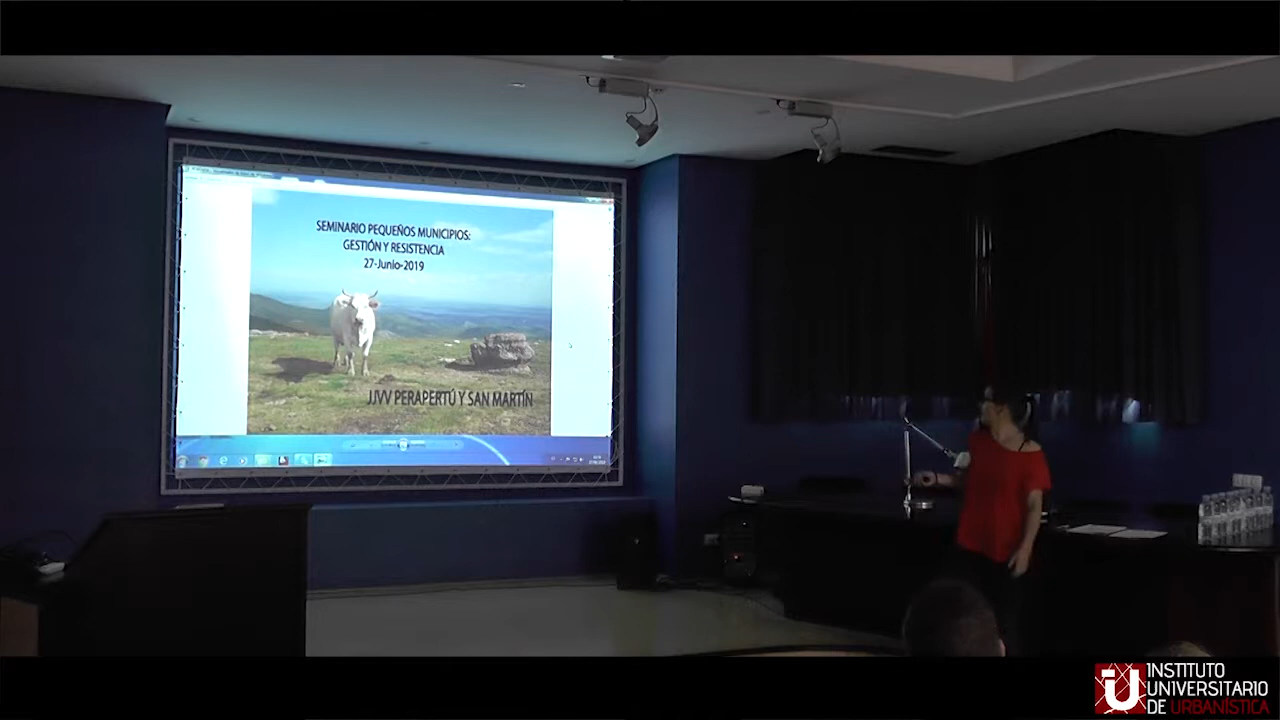 SEMINARIO PEQUEÑOS MUNICIPIOS:
GESTIÓN Y RESISTENCIA
27-Junio-2019
JJVV PERAPERTÚ Y SAN MARTÍN
INSTITUTO
UNIVERSITARIO
DE URBANÍSTICA